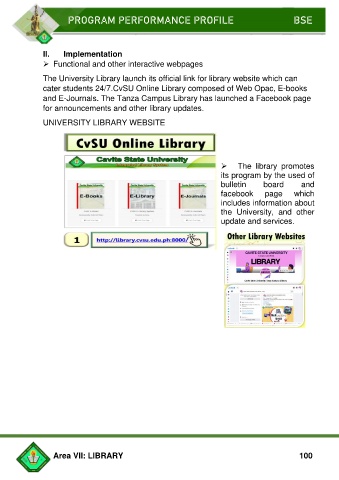 PROGRAM PERFORMANCE PROFILE BSE
II. Implementation
➢ Functional and other interactive webpages
The University Library launch its official link for library website which can
cater students 24/7.CvSU Online Library composed of Web Opac, E-books
and E-Journals. The Tanza Campus Library has launched a Facebook page
for announcements and other library updates.
UNIVERSITY LIBRARY WEBSITE
CvSU Online Library
Cavite State University
E-Books E-Library E-Journals
1 http://library.cvsu.edu.ph:8000/
➢ The library promotes
its program by the used of
bulletin board and
facebook page which
includes information about
the University, and other
update and services.
Other Library Websites
CAVITE STATE UNIVERSITY
LIBRARY
Area VII: LIBRARY 100